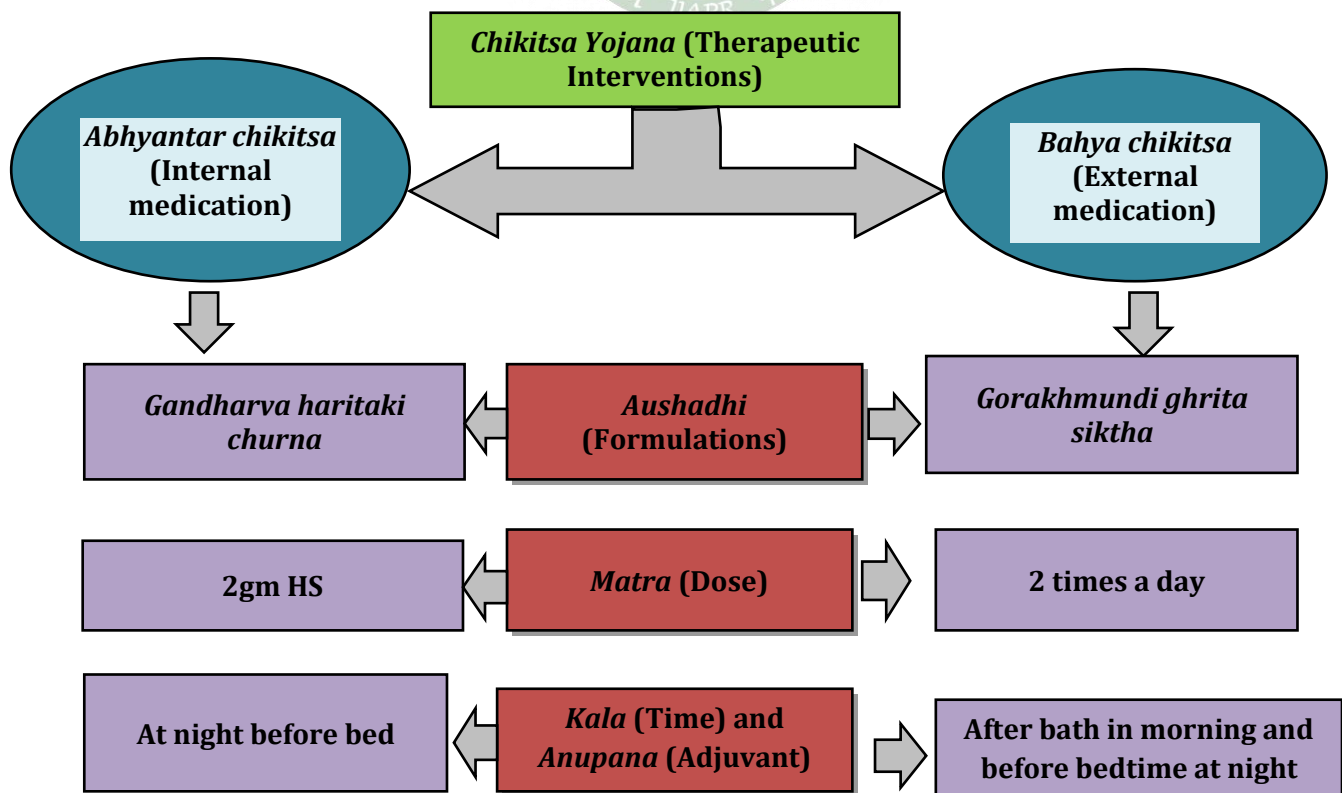 IJAPR
Chikitsa Yojana (Therapeutic
Interventions)
Abhyantar chikitsa
(Internal
medication)
Bahya chikitsa
(External
medication)
Gandharva haritaki
churna
Aushadhi
(Formulations)
Gorakhmundi ghrita
siktha
2gm HS
Matra (Dose)
2 times a day
At night before bed
Kala (Time) and
Anupana (Adjuvant)
After bath in morning and
before bedtime at night